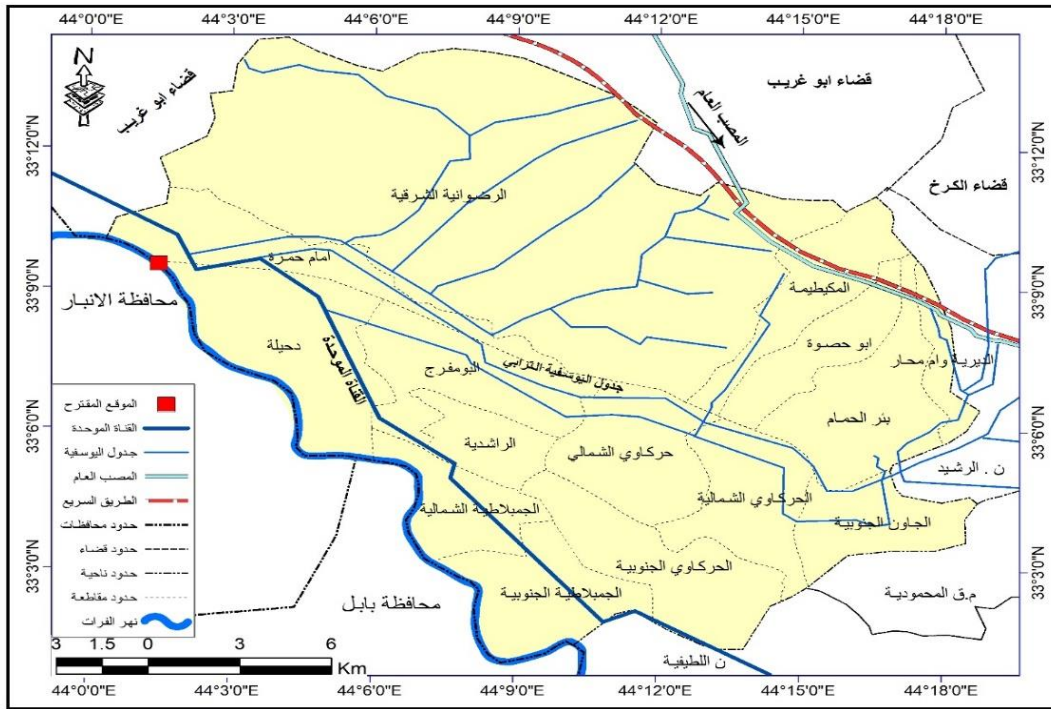 44°0'0"E 44°3'0"E 44°6'0"E 44°9'0"E 44°12'0"E 44°15'0"E 44°18'0"E
N
قضاء ابو غريب
قضاء ابو غريب
المصب العام
قضاء الكرخ
33°12'0"N
33°12'0"N
الرضوانية الشرقية
امام حمزة
33°9'0"N
33°9'0"N
محافظة الانبار
المكيطيمة
دحيلة
القناة الموحدة
البومفرج
جدول اليوسفية الترابي
ابو حصوة
الديرية وام محار
بئر الحمام
33°6'0"N
33°6'0"N
الراشدية
حركاوي الشمالي
ن . الرشيد
الجمبلاطية الشمالية
الحركاوي الشمالية
الجاون الجنوبية
33°3'0"N
33°3'0"N
الحركاوي الجنوبية
الجمبلاطية الجنوبية
محافظة بابل
م.ق المحمودية
ن اللطيفية
الموقع المقترح
القناة الموحدة
جدول اليوسفية
المصب العام
الطريق السريع
حدود محافظات
حدود قضاء
حدود ناحية
حدود مقاطعة
نهر الفرات
3 1.5 0 3 6
Km
44°0'0"E 44°3'0"E 44°6'0"E 44°9'0"E 44°12'0"E 44°15'0"E 44°18'0"E